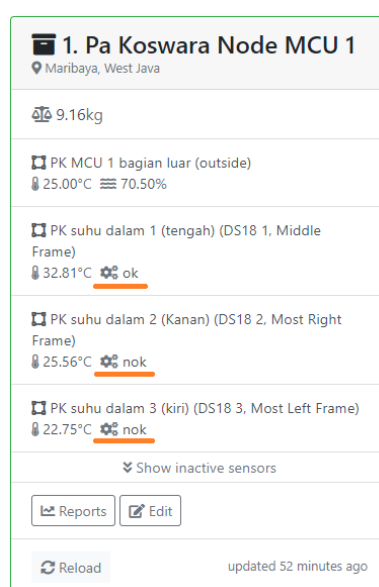 1. Pa Koswara Node MCU 1
Maribaya, West Java
9.16kg
PK MCU 1 bagian luar (outside)
25.00°C 70.50%
PK suhu dalam 1 (tengah) (DS18 1, Middle
Frame)
32.81°C ok
PK suhu dalam 2 (Kanan) (DS18 2, Most Right
Frame)
25.56°C nok
PK suhu dalam 3 (kiri) (DS18 3, Most Left Frame)
22.75°C nok
Show inactive sensors
Reports Edit
Reload updated 52 minutes ago